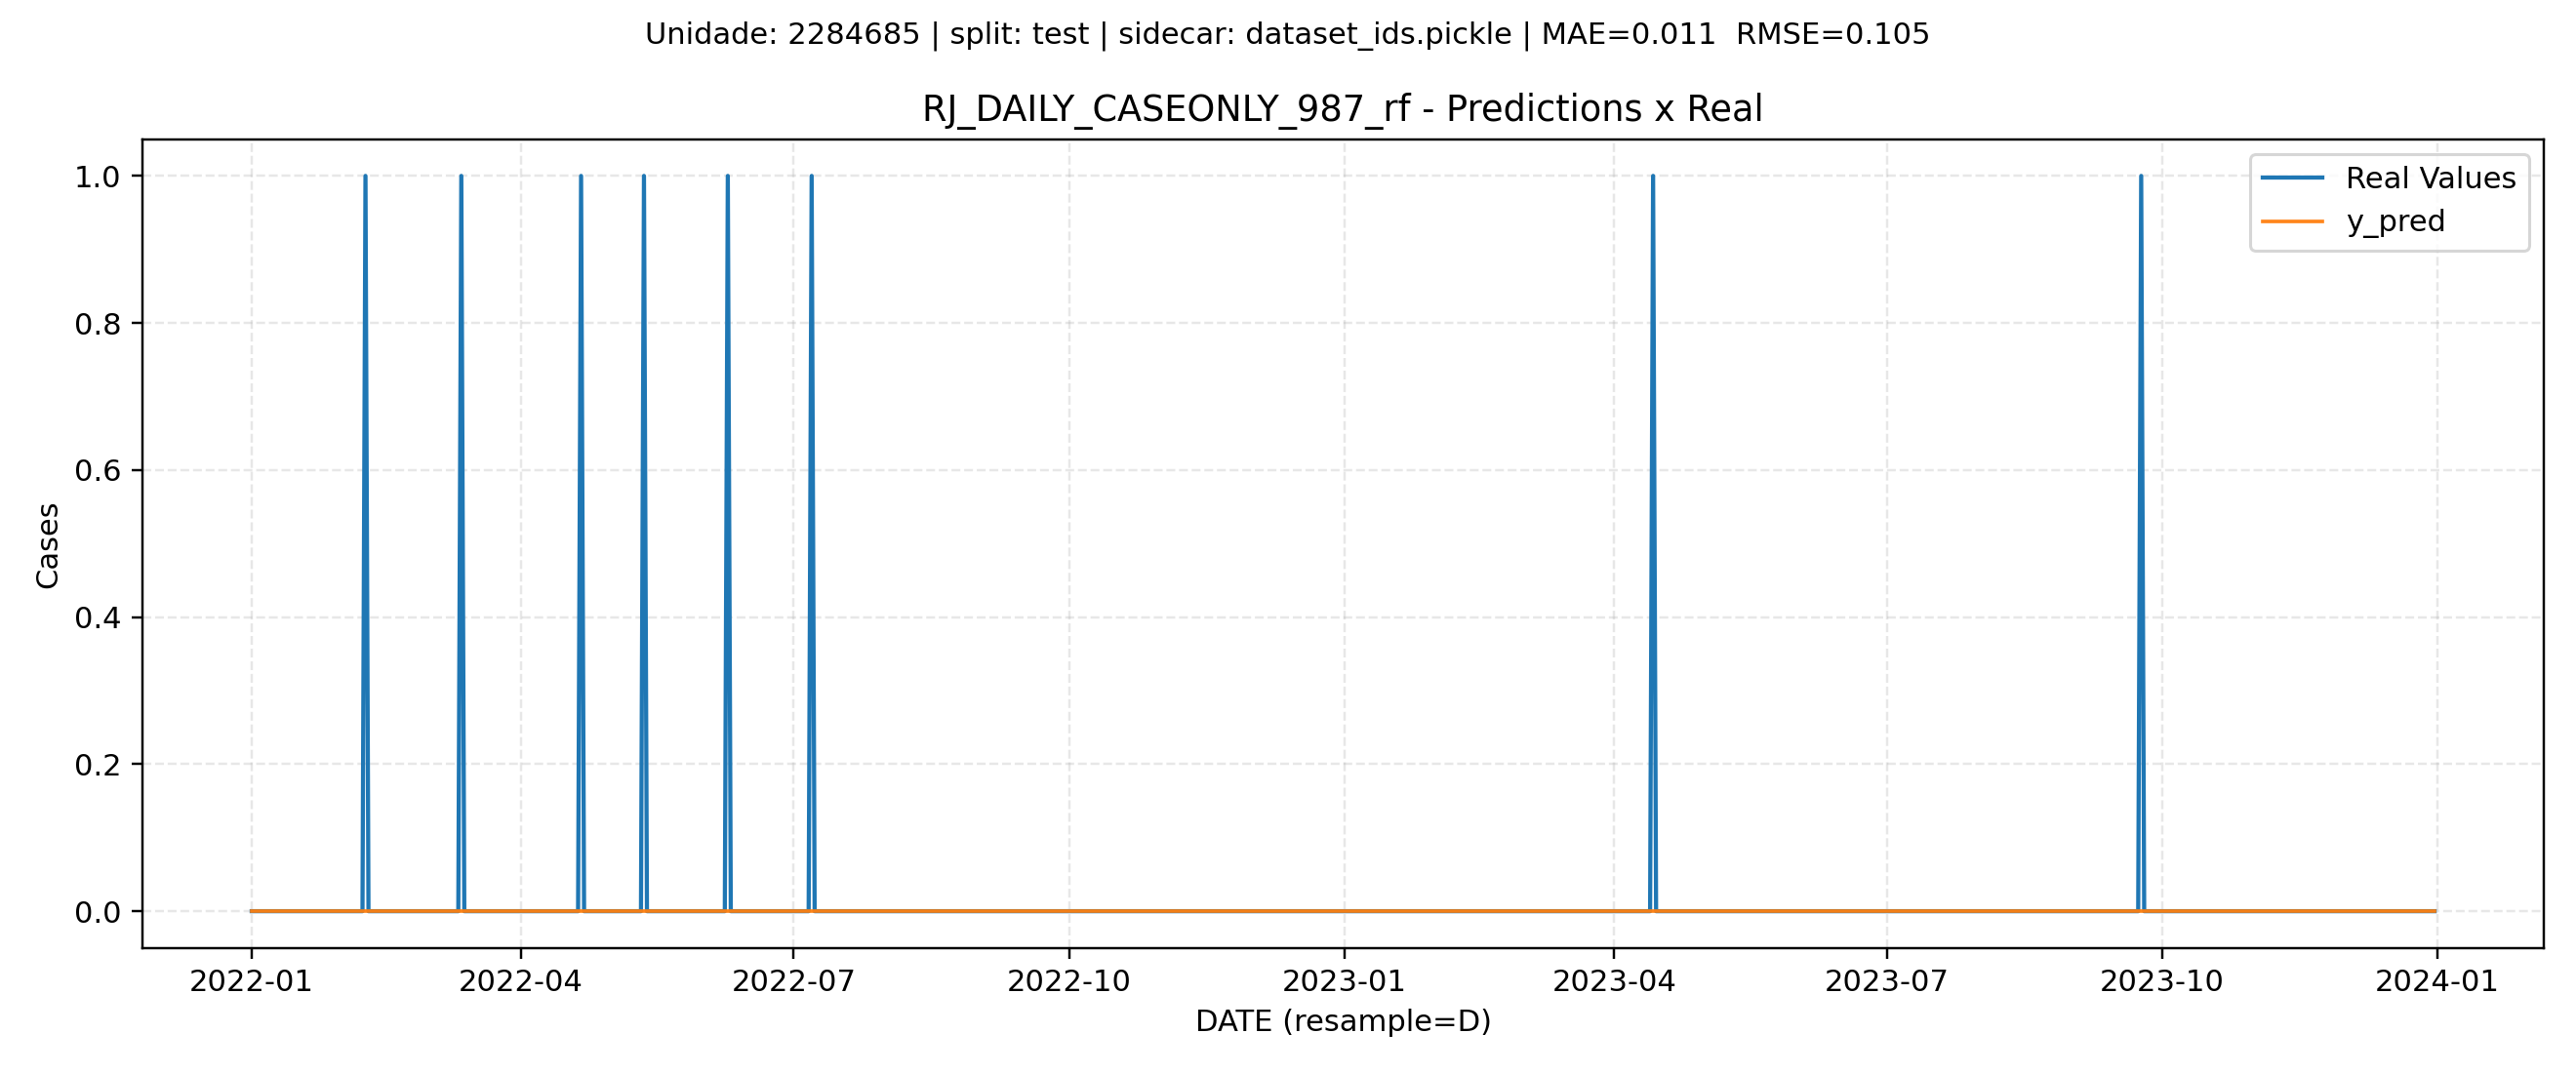 Unidade: 2284685 | split: test | sidecar: dataset_ids.pickle | MAE=0.011  RMSE=0.105
RJ_DAILY_CASEONLY_987_rf - Predictions x Real
Real Values
y_pred
Cases
1.0
0.8
0.6
0.4
0.2
0.0
2022-01 2022-04 2022-07 2022-10 2023-01 2023-04 2023-07 2023-10 2024-01
DATE (resample=D)